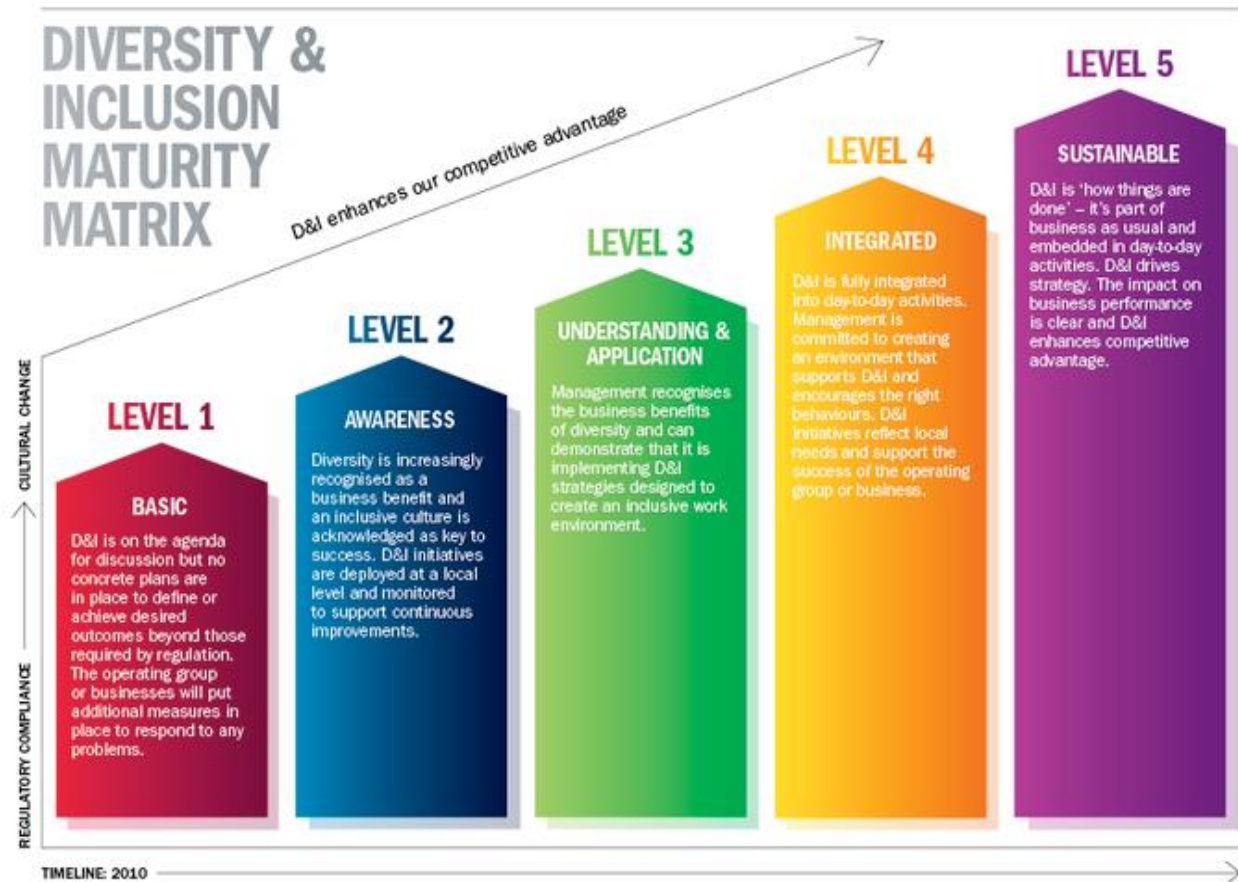 DIVERSITY &
INCLUSION
MATURITY
MATRIX
D&I enhances our competitive advantage
CULTURAL CHANGE
REGULATORY COMPLIANCE
LEVEL 1
BASIC
D&I is on the agenda
for discussion but no
concrete plans are
in place to define or
achieve desired
outcomes beyond those
required by regulation.
The operating group
or businesses will put
additional measures in
place to respond to any
problems.
LEVEL 2
AWARENESS
Diversity is increasingly
recognised as a
business benefit and
an inclusive culture is
acknowledged as key to
success. D&I initiatives
are deployed at a local
level and monitored
to support continuous
improvements.
LEVEL 3
UNDERSTANDING &
APPLICATION
Management recognises
the business benefits
of diversity and can
demonstrate that it is
implementing D&I
strategies designed to
create an inclusive work
environment.
LEVEL 4
INTEGRATED
D&I is fully integrated
into day-to-day activities.
Management is
committed to creating
an environment that
supports D&I and
encourages the right
behaviours. D&I
initiatives reflect local
needs and support the
success of the operating
group or business.
LEVEL 5
SUSTAINABLE
D&I is ‘how things are
done’ – it’s part of
business as usual and
embedded in day-to-day
activities. D&I drives
strategy. The impact on
business performance
is clear and D&I
enhances competitive
advantage.
TIMELINE: 2010